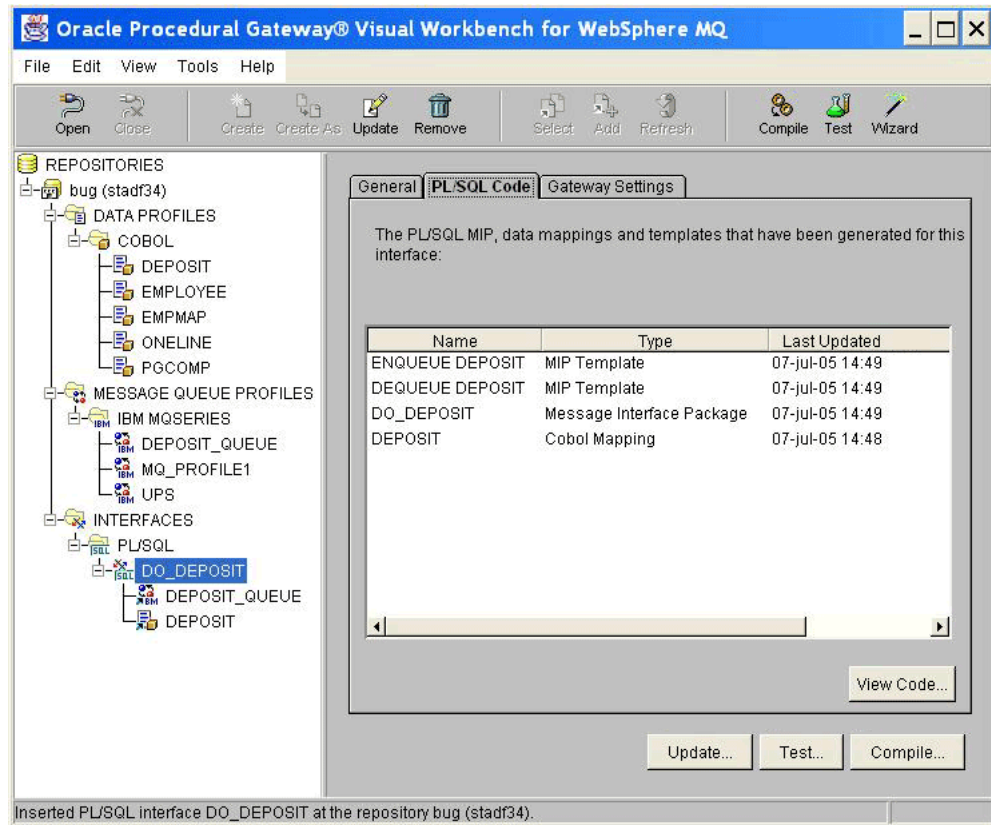 Oracle Procedural Gateway® Visual Workbench for WebSphere MQ
File Edit View Tools Help
Open Close Create Create As Update Remove Select Add Refresh Compile Test Wizard
REPOSITORIES
bug (stadf34)
DATA PROFILES
COBOL
DEPOSIT
EMPLOYEE
EMPMAP
ONELINE
PGCOMP
MESSAGE QUEUE PROFILES
IBM MQSERIES
DEPOSIT_QUEUE
MQ_PROFILE1
UPS
INTERFACES
PL/SQL
DO_DEPOSIT
DEPOSIT_QUEUE
DEPOSIT
General PL/SQL Code Gateway Settings
The PL/SQL MIP, data mappings and templates that have been generated for this
interface:
Name Type Last Updated
ENQUEUE DEPOSIT MIP Template 07-jul-05 14:49
DEQUEUE DEPOSIT MIP Template 07-jul-05 14:49
DO_DEPOSIT Message Interface Package 07-jul-05 14:49
DEPOSIT Cobol Mapping 07-jul-05 14:48
View Code...
Update... Test... Compile...
Inserted PL/SQL interface DO_DEPOSIT at the repository bug (stadf34).